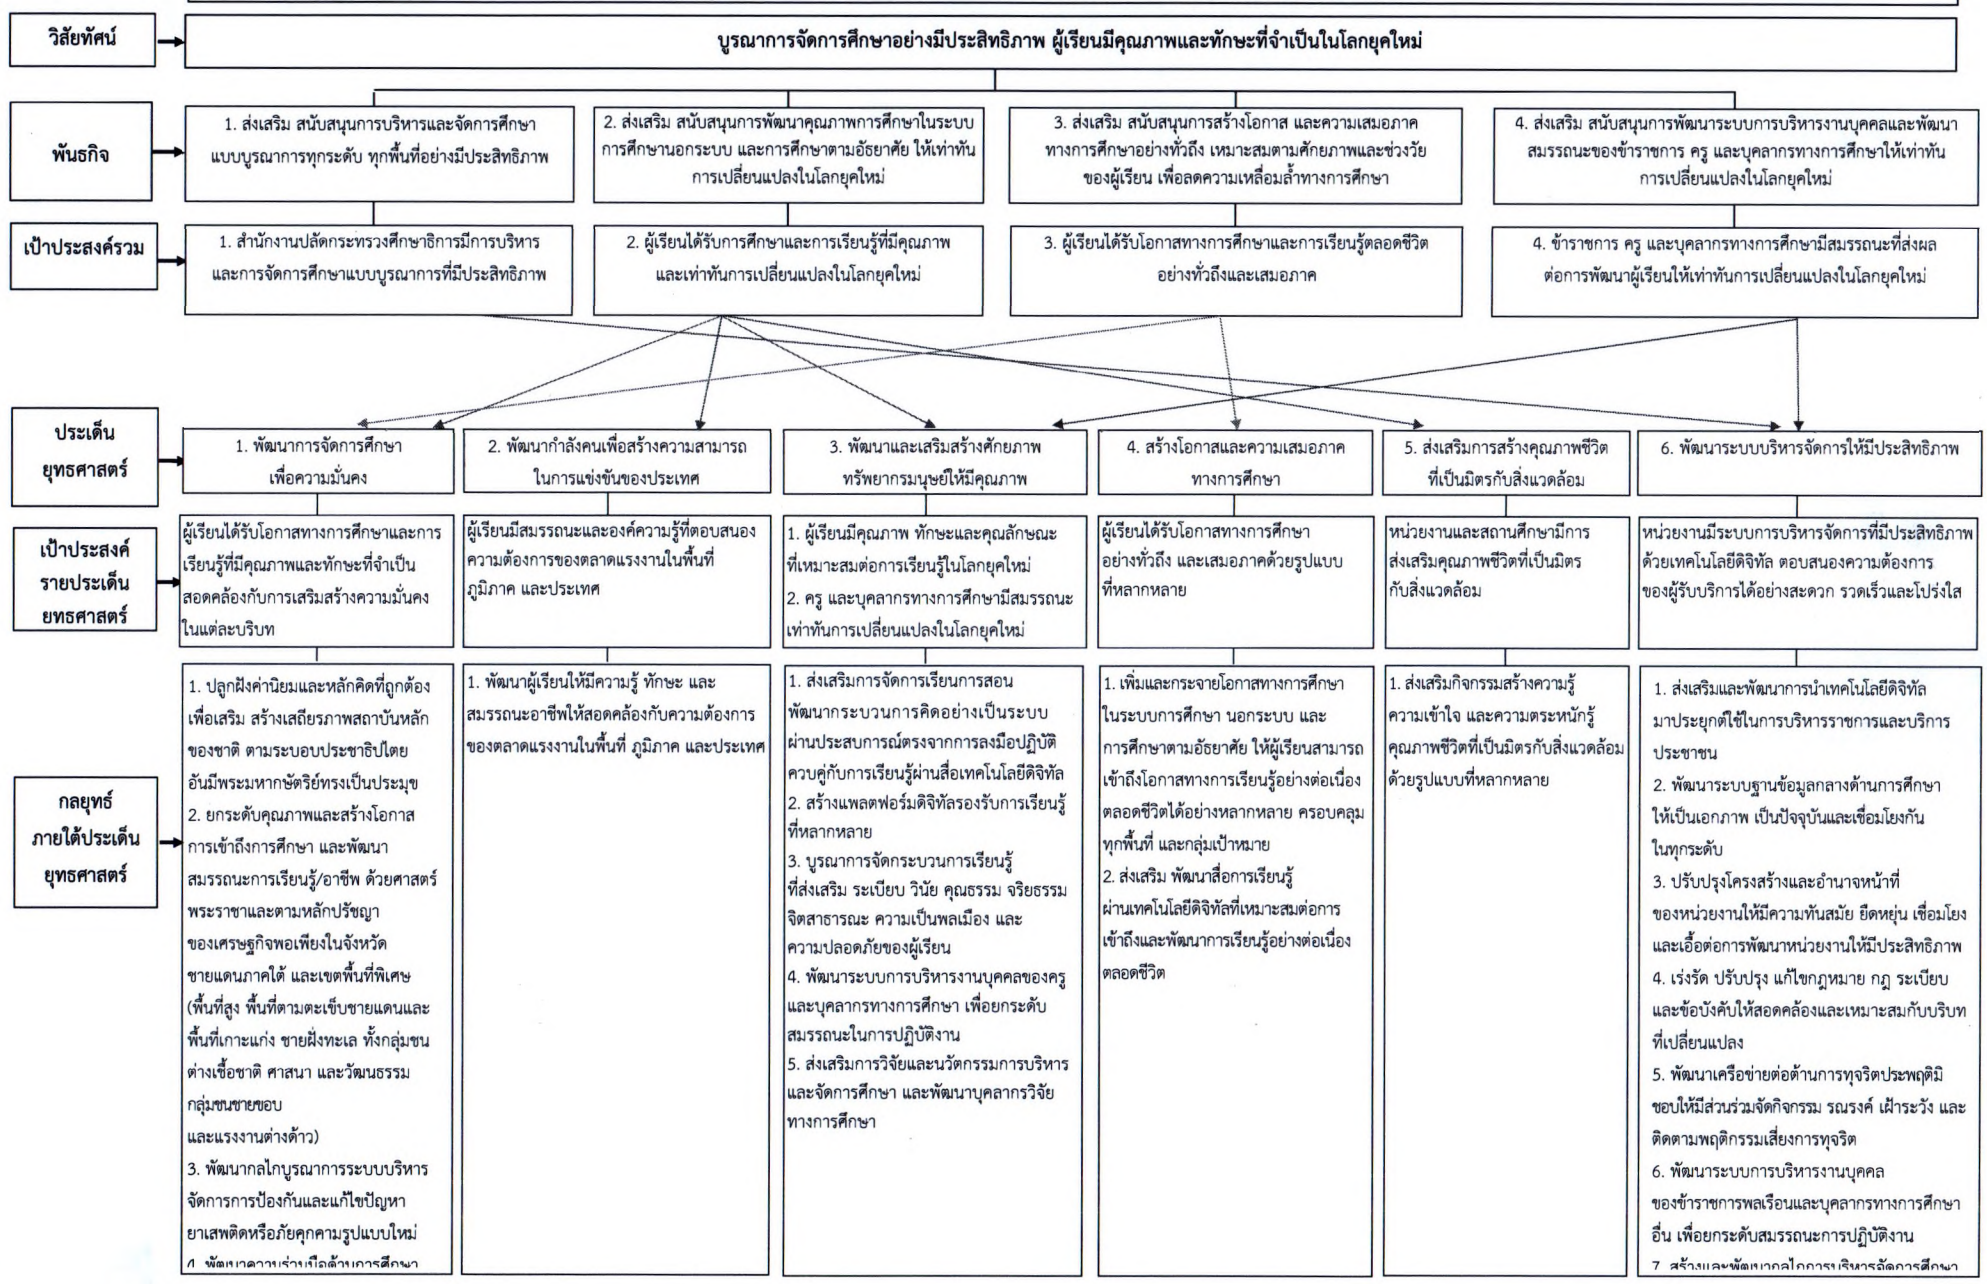 วิสัยทัศน์
บูรณาการจัดการศึกษาอย่างมีประสิทธิภาพ ผู้เรียนมีคุณภาพและทักษะที่จำเป็นในโลกยุคใหม่
พันธกิจ
1. ส่งเสริม สนับสนุนการบริหารและจัดการศึกษา
แบบบูรณาการทุกระดับ ทุกพื้นที่อย่างมีประสิทธิภาพ
2. ส่งเสริม สนับสนุนการพัฒนาคุณภาพการศึกษาในระบบ
การศึกษานอกระบบ และการศึกษาตามอัธยาศัย ให้เท่าทัน
การเปลี่ยนแปลงในโลกยุคใหม่
3. ส่งเสริม สนับสนุนการสร้างโอกาส และความเสมอภาค
ทางการศึกษาอย่างทั่วถึง เหมาะสมตามศักยภาพและช่วงวัย
ของผู้เรียน เพื่อลดความเหลื่อมล้ำทางการศึกษา
4. ส่งเสริม สนับสนุนการพัฒนาระบบการบริหารงานบุคคลและพัฒนา
สมรรถนะของข้าราชการ ครู และบุคลากรทางการศึกษาให้เท่าทัน
การเปลี่ยนแปลงในโลกยุคใหม่
เป้าประสงค์รวม
1. สำนักงานปลัดกระทรวงศึกษาธิการมีการบริหาร
และการจัดการศึกษาแบบบูรณาการที่มีประสิทธิภาพ
2. ผู้เรียนได้รับการศึกษาและการเรียนรู้ที่มีคุณภาพ
และเท่าทันการเปลี่ยนแปลงในโลกยุคใหม่
3. ผู้เรียนได้รับโอกาสทางการศึกษาและการเรียนรู้ตลอดชีวิต
อย่างทั่วถึงและเสมอภาค
4. ข้าราชการ ครู และบุคลากรทางการศึกษามีสมรรถนะที่ส่งผล
ต่อการพัฒนาผู้เรียนให้เท่าทันการเปลี่ยนแปลงในโลกยุคใหม่
ประเด็น
ยุทธศาสตร์
1. พัฒนาการจัดการศึกษา
เพื่อความมั่นคง
2. พัฒนากำลังคนเพื่อสร้างความสามารถ
ในการแข่งขันของประเทศ
3. พัฒนาและเสริมสร้างศักยภาพ
ทรัพยากรมนุษย์ให้มีคุณภาพ
4. สร้างโอกาสและความเสมอภาค
ทางการศึกษา
5. ส่งเสริมการสร้างคุณภาพชีวิต
ที่เป็นมิตรกับสิ่งแวดล้อม
6. พัฒนาระบบบริหารจัดการให้มีประสิทธิภาพ
เป้าประสงค์
รายประเด็น
ยทธศาสตร์
ผู้เรียนได้รับโอกาสทางการศึกษาและการ
เรียนรู้ที่มีคุณภาพและทักษะที่จำเป็น
สอดคล้องกับการเสริมสร้างความมั่นคง
ในแต่ละบริบท
ผู้เรียนมีสมรรถนะและองค์ความรู้ที่ตอบสนอง
ความต้องการของตลาดแรงงานในพื้นที่
ภูมิภาค และประเทศ
1. ผู้เรียนมีคุณภาพ ทักษะและคุณลักษณะ
ที่เหมาะสมต่อการเรียนรู้ในโลกยุคใหม่
2. ครู และบุคลากรทางการศึกษามีสมรรถนะ
เท่าทันการเปลี่ยนแปลงในโลกยุคใหม่
ผู้เรียนได้รับโอกาสทางการศึกษา
อย่างทั่วถึง และเสมอภาคด้วยรูปแบบ
ที่หลากหลาย
หน่วยงานและสถานศึกษามีการ
ส่งเสริมคุณภาพชีวิตที่เป็นมิตร
กับสิ่งแวดล้อม
หน่วยงานมีระบบการบริหารจัดการที่มีประสิทธิภาพ
ด้วยเทคโนโลยีดิจิทัล ตอบสนองความต้องการ
ของผู้รับบริการได้อย่างสะดวก รวดเร็วและโปร่งใส
กลยุทธ์
ภายใต้ประเด็น
ยุทธศาสตร์
1. ปลูกฝังค่านิยมและหลักคิดที่ถูกต้อง
เพื่อเสริม สร้างเสถียรภาพสถาบันหลัก
ของชาติ ตามระบอบประชาธิปไตย
อันมีพระมหากษัตริย์ทรงเป็นประมุข
2. ยกระดับคุณภาพและสร้างโอกาส
การเข้าถึงการศึกษา และพัฒนา
สมรรถนะการเรียนรู้/อาชีพ ด้วยศาสตร์
พระราชาและตามหลักปรัชญา
ของเศรษฐกิจพอเพียงในจังหวัด
ชายแดนภาคใต้ และเขตพื้นที่พิเศษ
(พื้นที่สูง พื้นที่ตามตะเข็บชายแดนและ
พื้นที่เกาะแก่ง ชายฝั่งทะเล ทั้งกลุ่มชน
ต่างเชื้อชาติ ศาสนา และวัฒนธรรม
กลุ่มชนชายขอบ
และแรงงานต่างด้าว)
3. พัฒนากลไกบูรณาการระบบบริหาร
จัดการการป้องกันและแก้ไขปัญหา
ยาเสพติดหรือภัยคุกคามรูปแบบใหม่
4. พัฒนาความร่วมมือด้านการศึกษา
1. พัฒนาผู้เรียนให้มีความรู้ ทักษะ และ
สมรรถนะอาชีพให้สอดคล้องกับความต้องการ
ของตลาดแรงงานในพื้นที่ ภูมิภาค และประเทศ
1. ส่งเสริมการจัดการเรียนการสอน
พัฒนากระบวนการคิดอย่างเป็นระบบ
ผ่านประสบการณ์ตรงจากการลงมือปฏิบัติ
ควบคู่กับการเรียนรู้ผ่านสื่อเทคโนโลยีดิจิทัล
2. สร้างแพลตฟอร์มดิจิทัลรองรับการเรียนรู้
ที่หลากหลาย
3. บูรณาการจัดกระบวนการเรียนรู้
ที่ส่งเสริม ระเบียบ วินัย คุณธรรม จริยธรรม
จิตสาธารณะ ความเป็นพลเมือง และ
ความปลอดภัยของผู้เรียน
4. พัฒนาระบบการบริหารงานบุคคลของครู
และบุคลากรทางการศึกษา เพื่อยกระดับ
สมรรถนะในการปฏิบัติงาน
5. ส่งเสริมการวิจัยและนวัตกรรมการบริหาร
และจัดการศึกษา และพัฒนาบุคลากรวิจัย
ทางการศึกษา
1. เพิ่มและกระจายโอกาสทางการศึกษา
ในระบบการศึกษา นอกระบบ และ
การศึกษาตามอัธยาศัย ให้ผู้เรียนสามารถ
เข้าถึงโอกาสทางการเรียนรู้อย่างต่อเนื่อง
ตลอดชีวิตได้อย่างหลากหลาย ครอบคลุม
ทุกพื้นที่ และกลุ่มเป้าหมาย
2. ส่งเสริม พัฒนาสื่อการเรียนรู้
ผ่านเทคโนโลยีดิจิทัลที่เหมาะสมต่อการ
เข้าถึงและพัฒนาการเรียนรู้อย่างต่อเนื่อง
ตลอดชีวิต
1. ส่งเสริมกิจกรรมสร้างความรู้
ความเข้าใจ และความตระหนักรู้
คุณภาพชีวิตที่เป็นมิตรกับสิ่งแวดล้อม
ด้วยรูปแบบที่หลากหลาย
1. ส่งเสริมและพัฒนาการนำเทคโนโลยีดิจิทัล
มาประยุกต์ใช้ในการบริหารราชการและบริการ
ประชาชน
2. พัฒนาระบบฐานข้อมูลกลางด้านการศึกษา
ให้เป็นเอกภาพ เป็นปัจจุบันและเชื่อมโยงกัน
ในทุกระดับ
3. ปรับปรุงโครงสร้างและอำนาจหน้าที่
ของหน่วยงานให้มีความทันสมัย ยืดหยุ่น เชื่อมโยง
และเอื้อต่อการพัฒนาหน่วยงานให้มีประสิทธิภาพ
4. เร่งรัด ปรับปรุง แก้ไขกฎหมาย กฎ ระเบียบ
และข้อบังคับให้สอดคล้องและเหมาะสมกับบริบท
ที่เปลี่ยนแปลง
5. พัฒนาเครือข่ายต่อต้านการทุจริตประพฤติมิ
ชอบให้มีส่วนร่วมจัดกิจกรรม รณรงค์ เฝ้าระวัง และ
ติดตามพฤติกรรมเสี่ยงการทุจริต
6. พัฒนาระบบการบริหารงานบุคคล
ของข้าราชการพลเรือนและบุคลากรทางการศึกษา
อื่น เพื่อยกระดับสมรรถนะการปฏิบัติงาน
7. สร้างและพัฒนากลไกการบริหารจัดการศึกษา